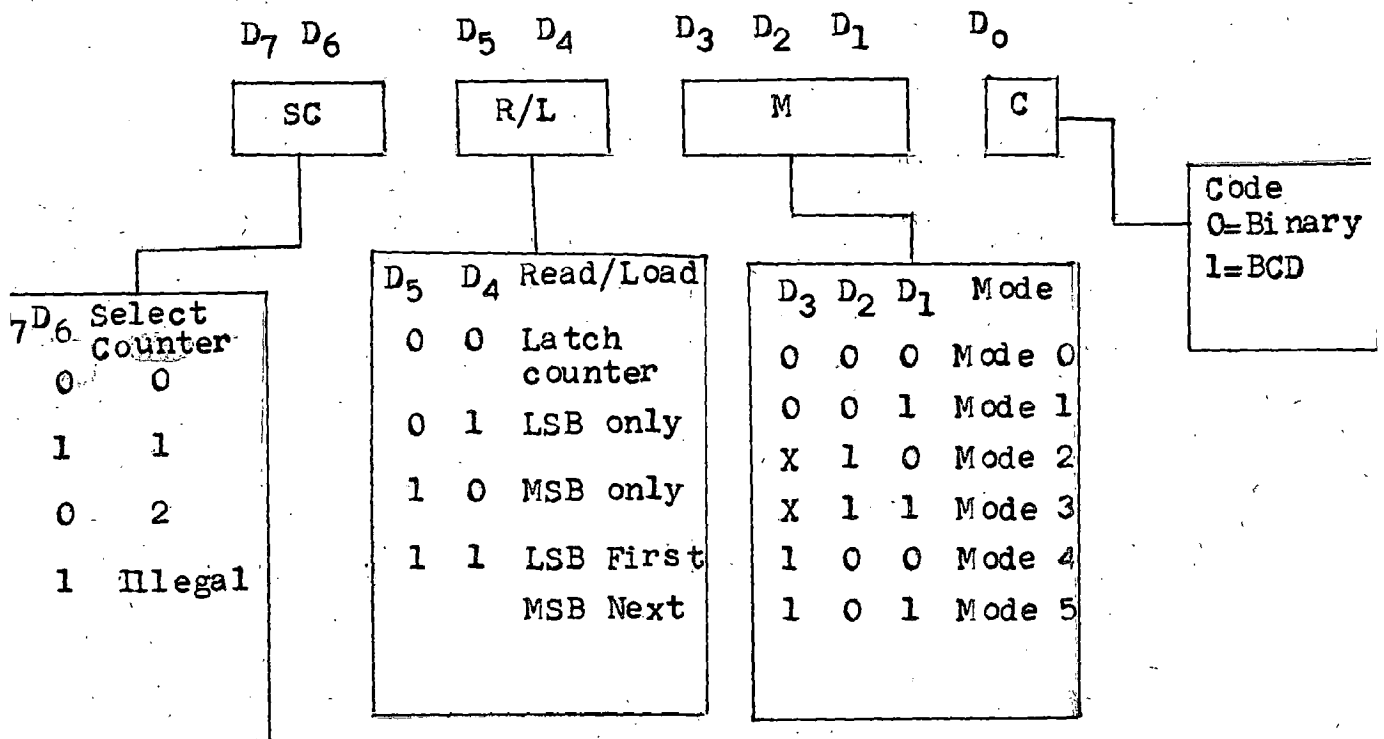 D7 D6 D5 D4 D3 D2 D1 D0
SC R/L M C
Code
0=Binary
1=BCD
D5 D4 Read/Load
0 0 Latch
counter
0 1 LSB only
1 0 MSB only
1 1 LSB First
MSB Next
D3 D2 D1 Mode
0 0 0 Mode 0
0 0 1 Mode 1
X 1 0 Mode 2
X 1 1 Mode 3
1 0 0 Mode 4
1 0 1 Mode 5
7D6 Select
Counter
0 0
1 1
0 2
1 Illegal